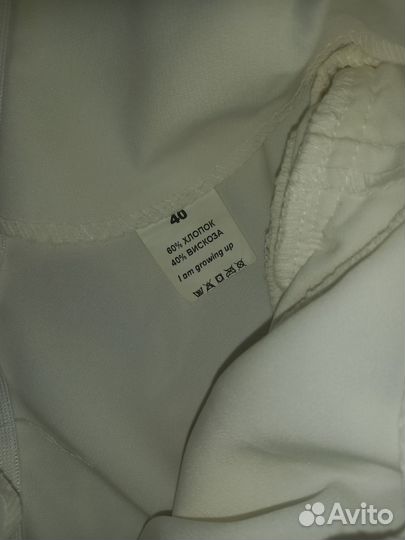 40
60% ХЛОПОК
40% ВИСКОЗА
I am growing up
Avito